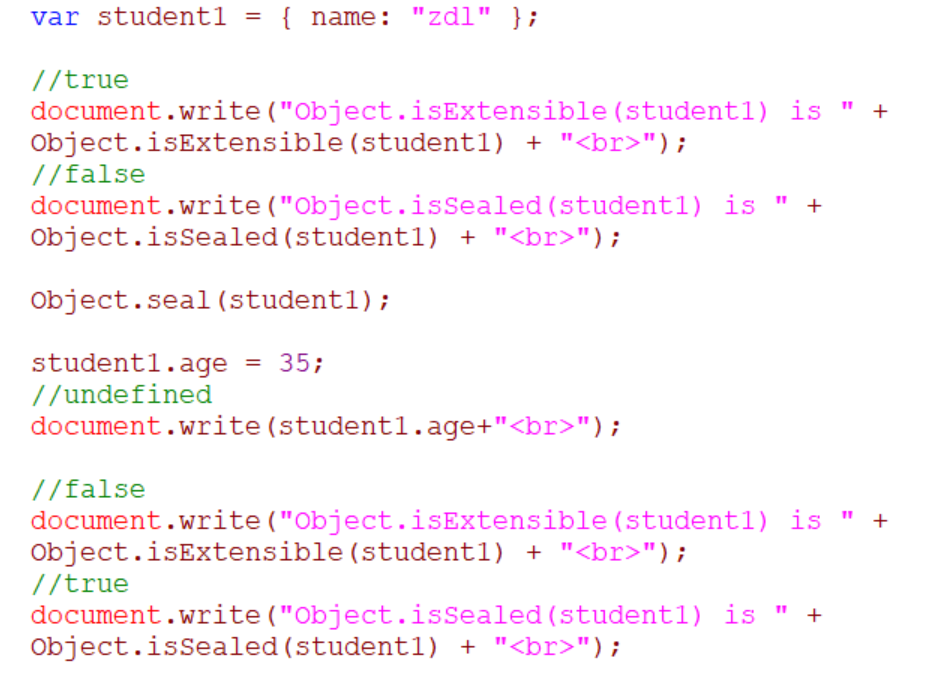 var student1 = { name: "zdl" };
//true
document.write("Object.isExtensible(student1) is " +
Object.isExtensible(student1) + "<br>");
//false
document.write("Object.isSealed(student1) is " +
Object.isSealed(student1) + "<br>");
Object.seal(student1);
student1.age = 35;
//undefined
document.write(student1.age+"<br>");
//false
document.write("Object.isExtensible(student1) is " +
Object.isExtensible(student1) + "<br>");
//true
document.write("Object.isSealed(student1) is " +
Object.isSealed(student1) + "<br>");